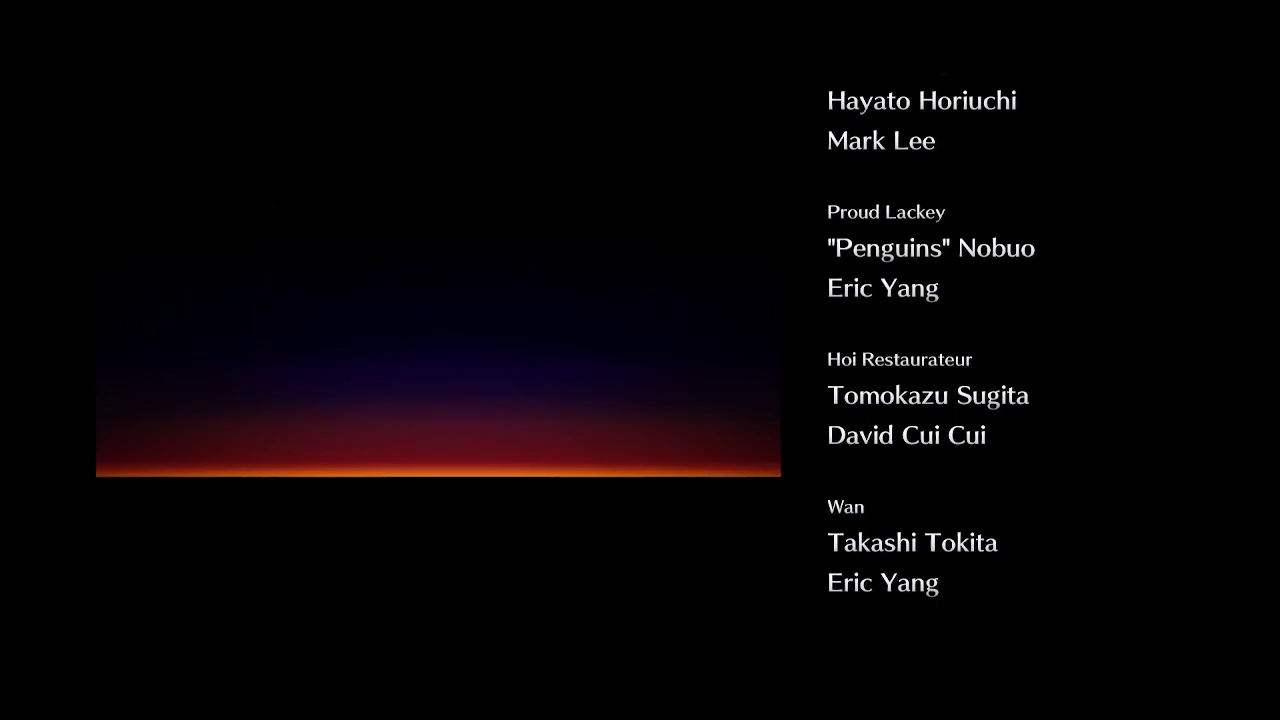 Hayato Horiuchi
Mark Lee
Proud Lackey
"Penguins" Nobuo
Eric Yang
Hoi Restaurateur
Tomokazu Sugita
David Cui Cui
Wan
Takashi Tokita
Eric Yang